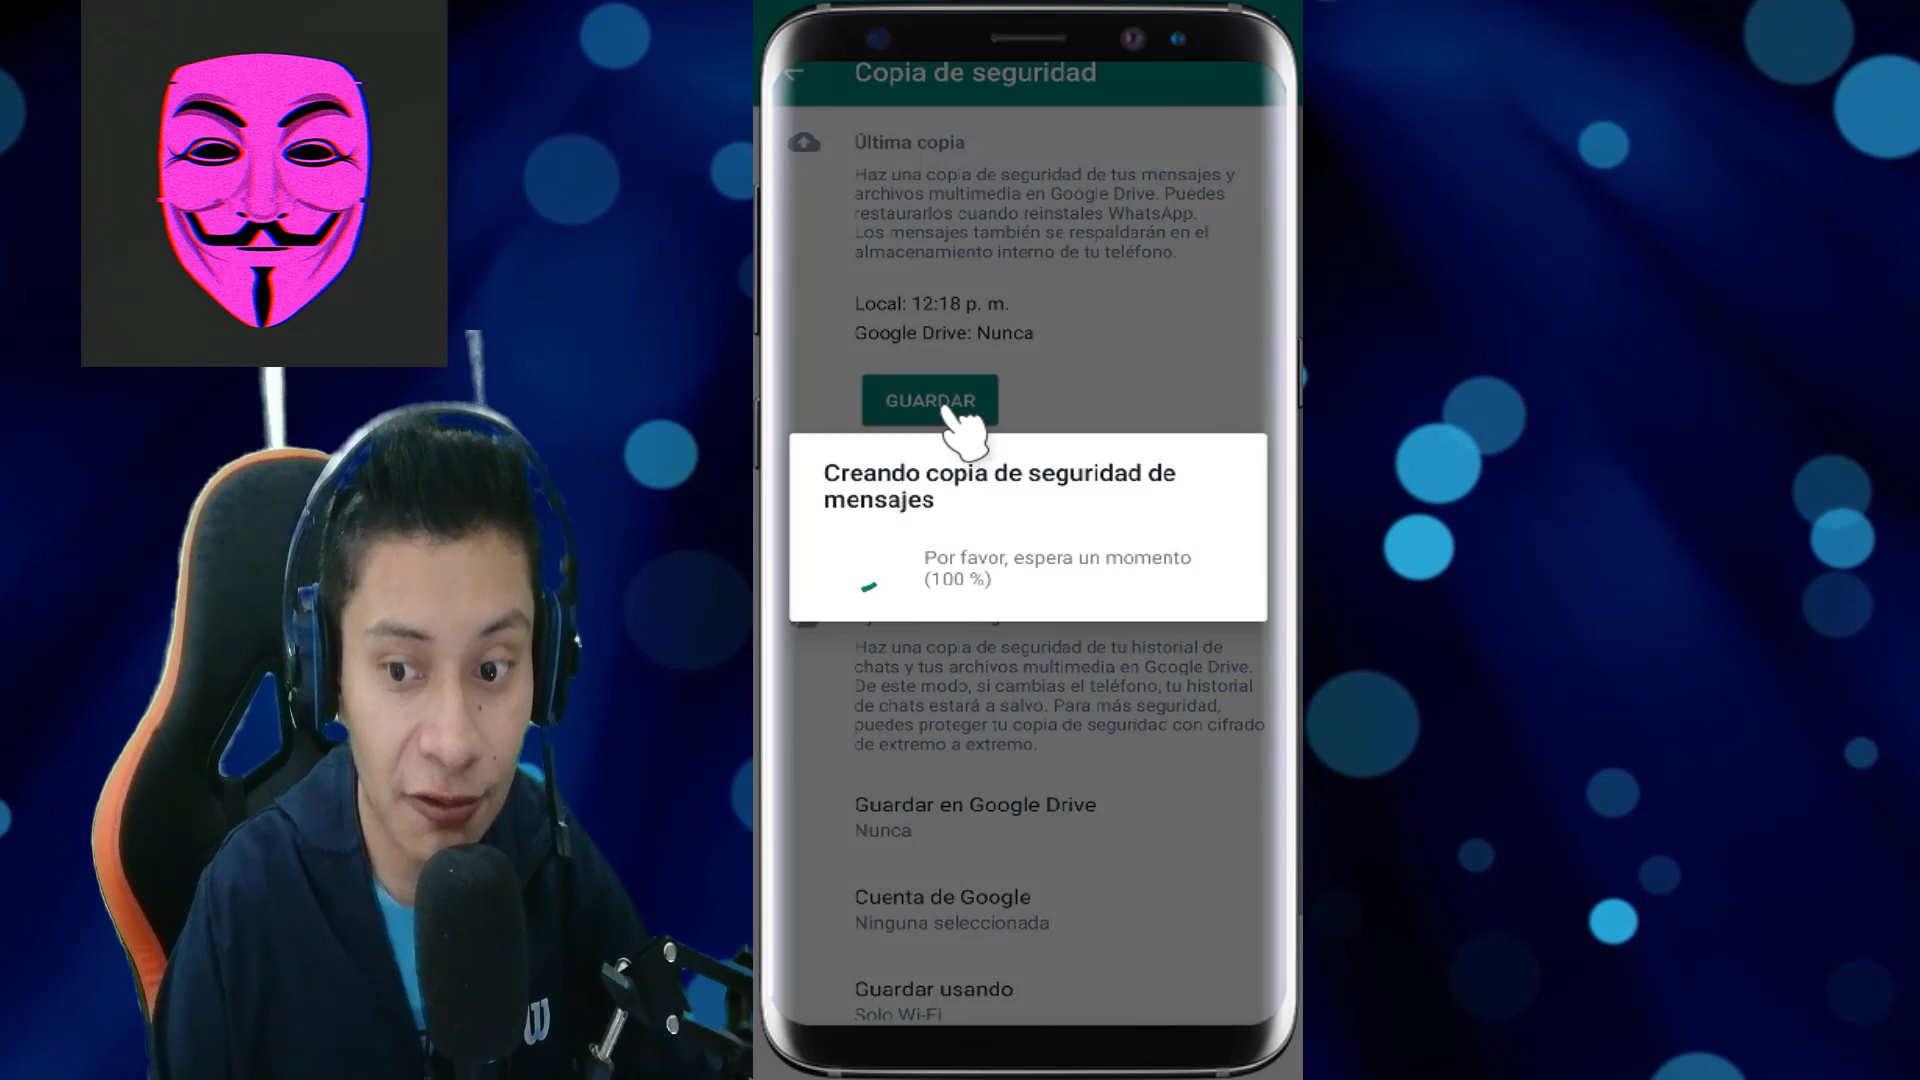 Copia de seguridad
Última copia
Haz una copia de seguridad de tus mensajes y
archivos multimedia en Google Drive. Puedes
restaurarlos cuando reinstales WhatsApp.
Los mensajes también se respaldarán en el
almacenamiento interno de tu teléfono.
Local: 12:18 p. m.
Google Drive: Nunca
GUARDAR
Creando copia de seguridad de
mensajes
Por favor, espera un momento
(100 %)
Haz una copia de seguridad de tu historial de
chats y tus archivos multimedia en Google Drive.
De este modo, si cambias el teléfono, tu historial
de chats estará a salvo. Para más seguridad,
puedes proteger tu copia de seguridad con cifrado
de extremo a extremo.
Guardar en Google Drive
Nunca
Cuenta de Google
Ninguna seleccionada
Guardar usando
Solo Wi-Fi
W